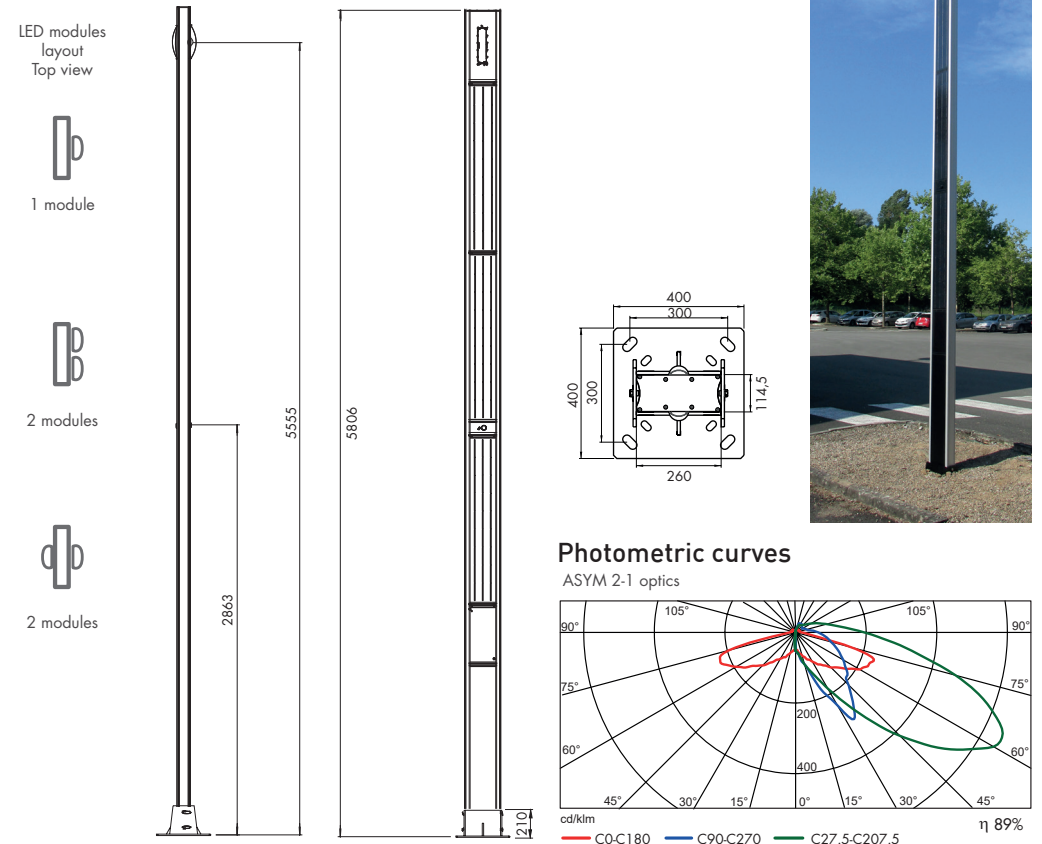 LED modules
layout
Top view
1 module
2 modules
2 modules
5555
2863
5806
210
400
300
400
300
114,5
260
Photometric curves
ASYM 2-1 optics
105°
105°
90°
90°
75°
75°
60°
60°
200
400
45°
30°
15°
0°
15°
30°
45°
cd/klm
η 89%
C0-C180
C90-C270
C27.5-C207.5